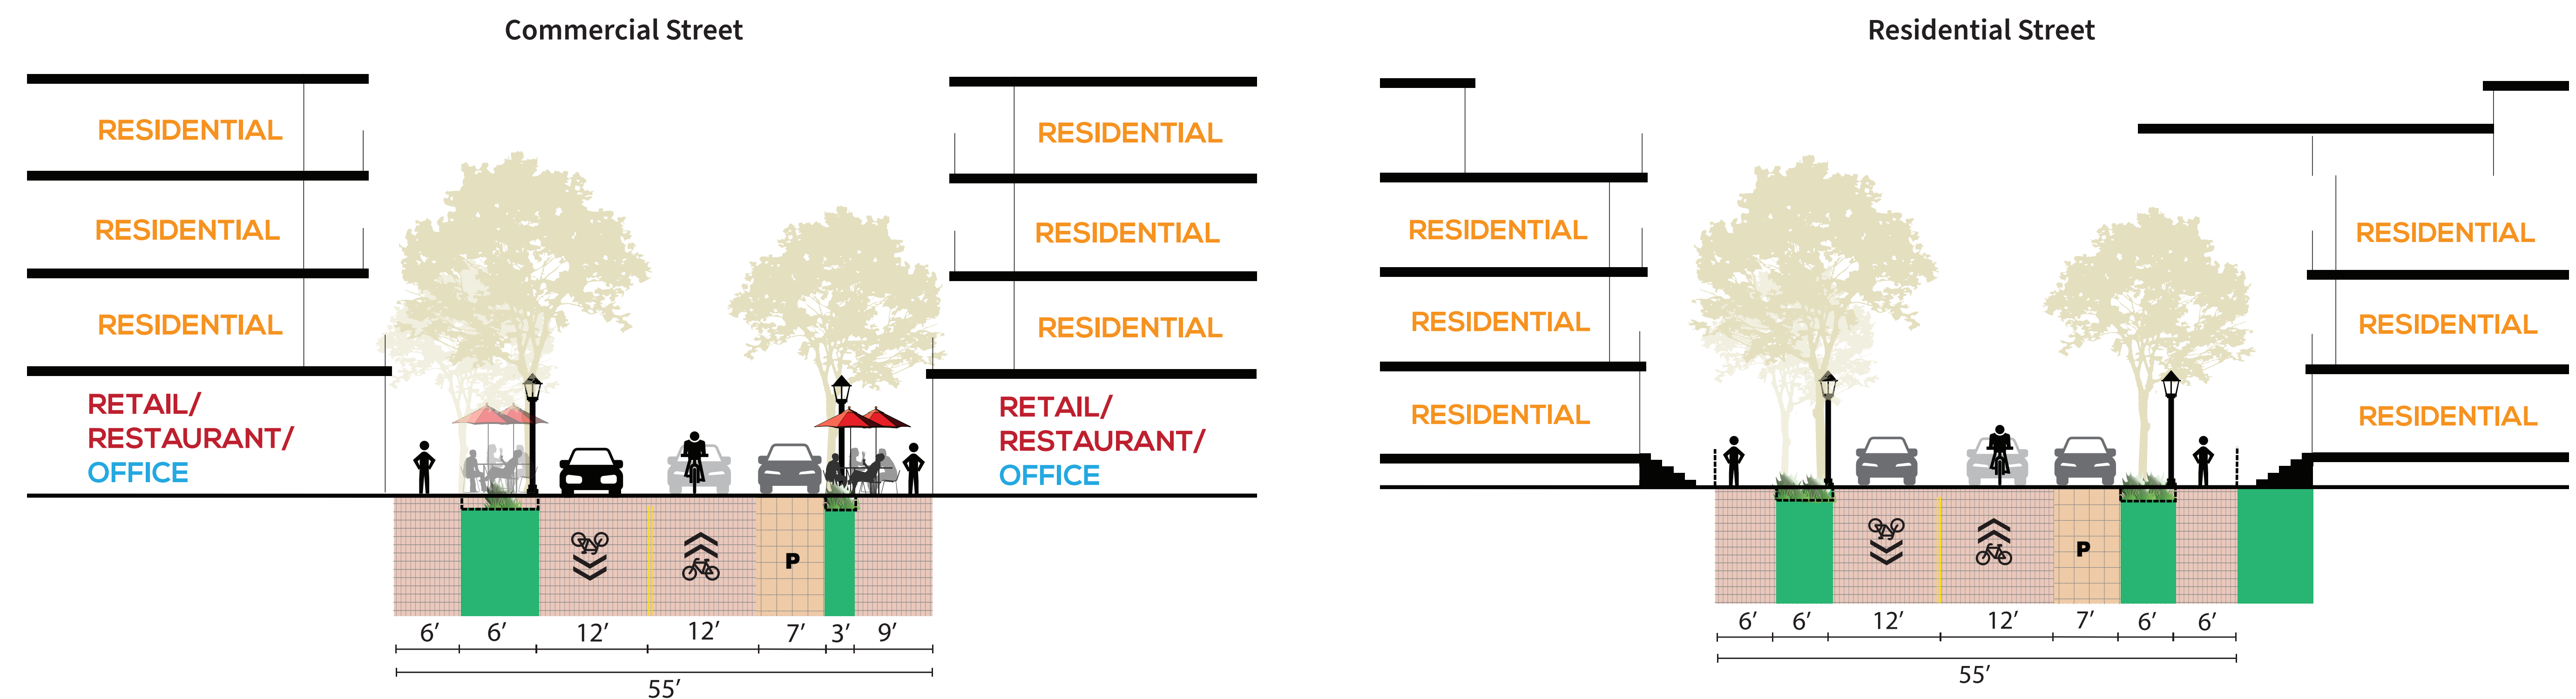 Commercial Street
RESIDENTIAL
RESIDENTIAL
RESIDENTIAL
RETAIL/
RESTAURANT/
OFFICE
RESIDENTIAL
RESIDENTIAL
RESIDENTIAL
RETAIL/
RESTAURANT/
OFFICE
P
6’ 6’ 12’ 12’ 7’ 3’ 9’
55’
Residential Street
RESIDENTIAL
RESIDENTIAL
RESIDENTIAL
RESIDENTIAL
RESIDENTIAL
RESIDENTIAL
P
6’ 6’ 12’ 12’ 7’ 6’ 6’
55’